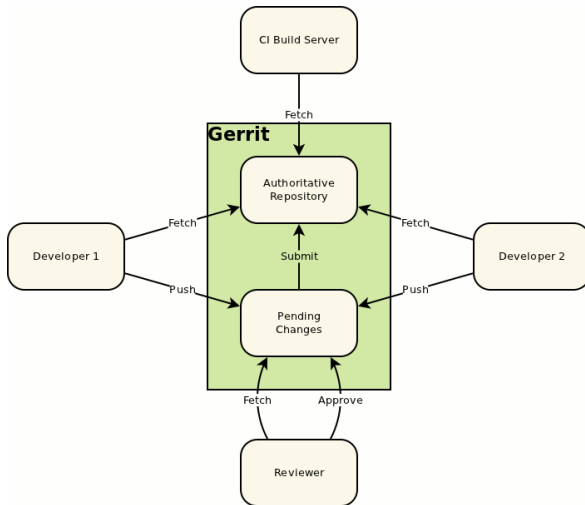 CI Build Server
Fetch
Gerrit
Authoritative
Repository
Fetch
Fetch
Developer 1
Submit
Developer 2
Push
Push
Pending
Changes
Fetch
Approve
Reviewer